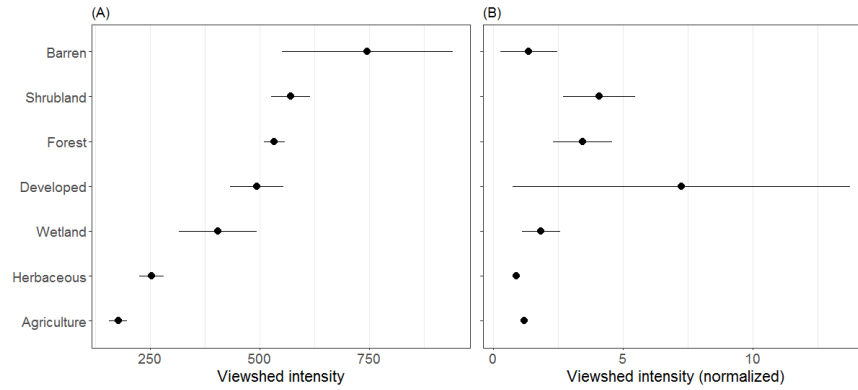 (A)
(B)
Barren
Shrubland
Forest
Developed
Wetland
Herbaceous
Agriculture
250 500 750
0 5 10
Viewshed intensity
Viewshed intensity (normalized)